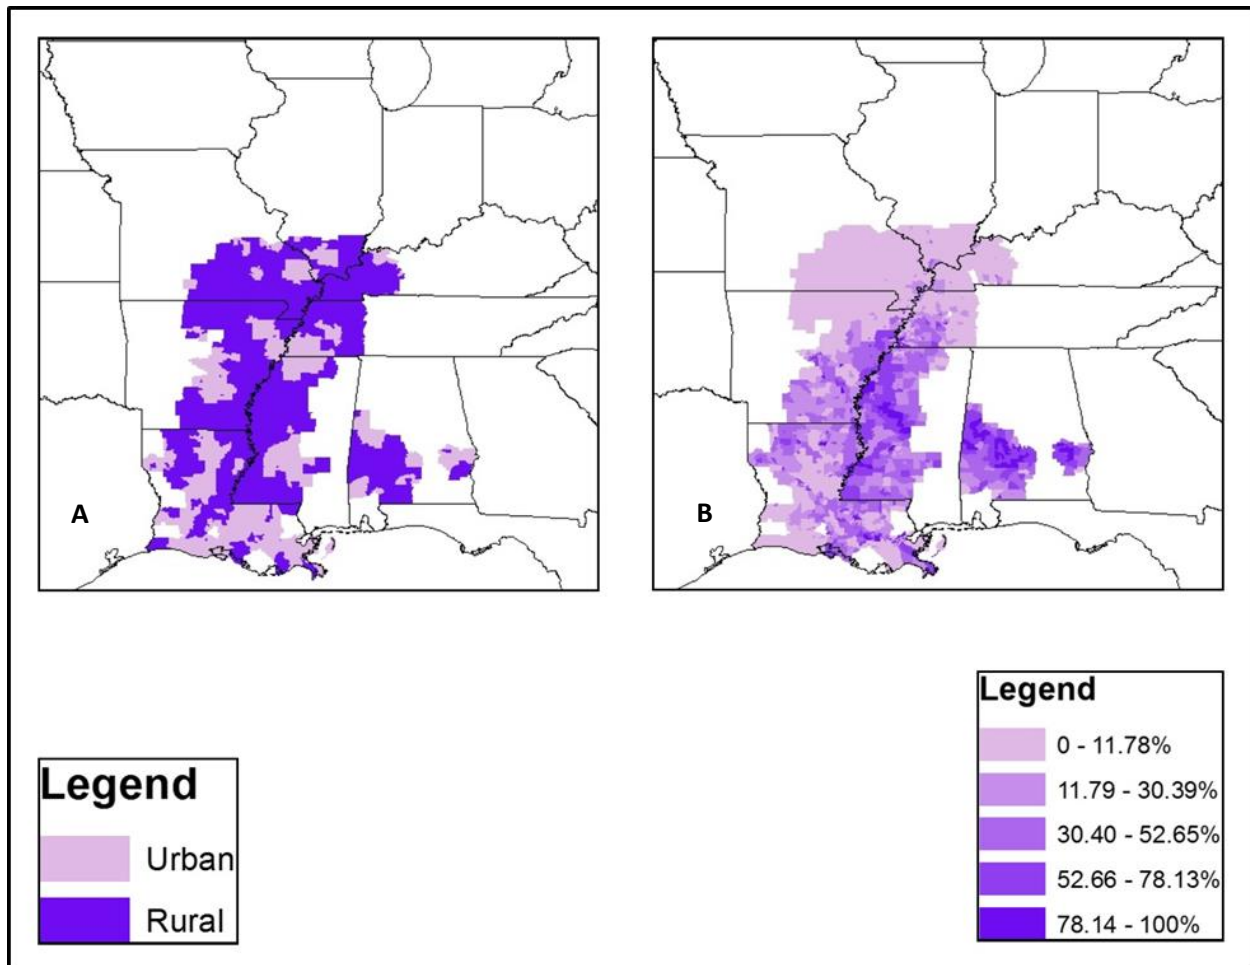 A
B
Legend
Urban
Rural
Legend
0 - 11.78%
11.79 - 30.39%
30.40 - 52.65%
52.66 - 78.13%
78.14 - 100%